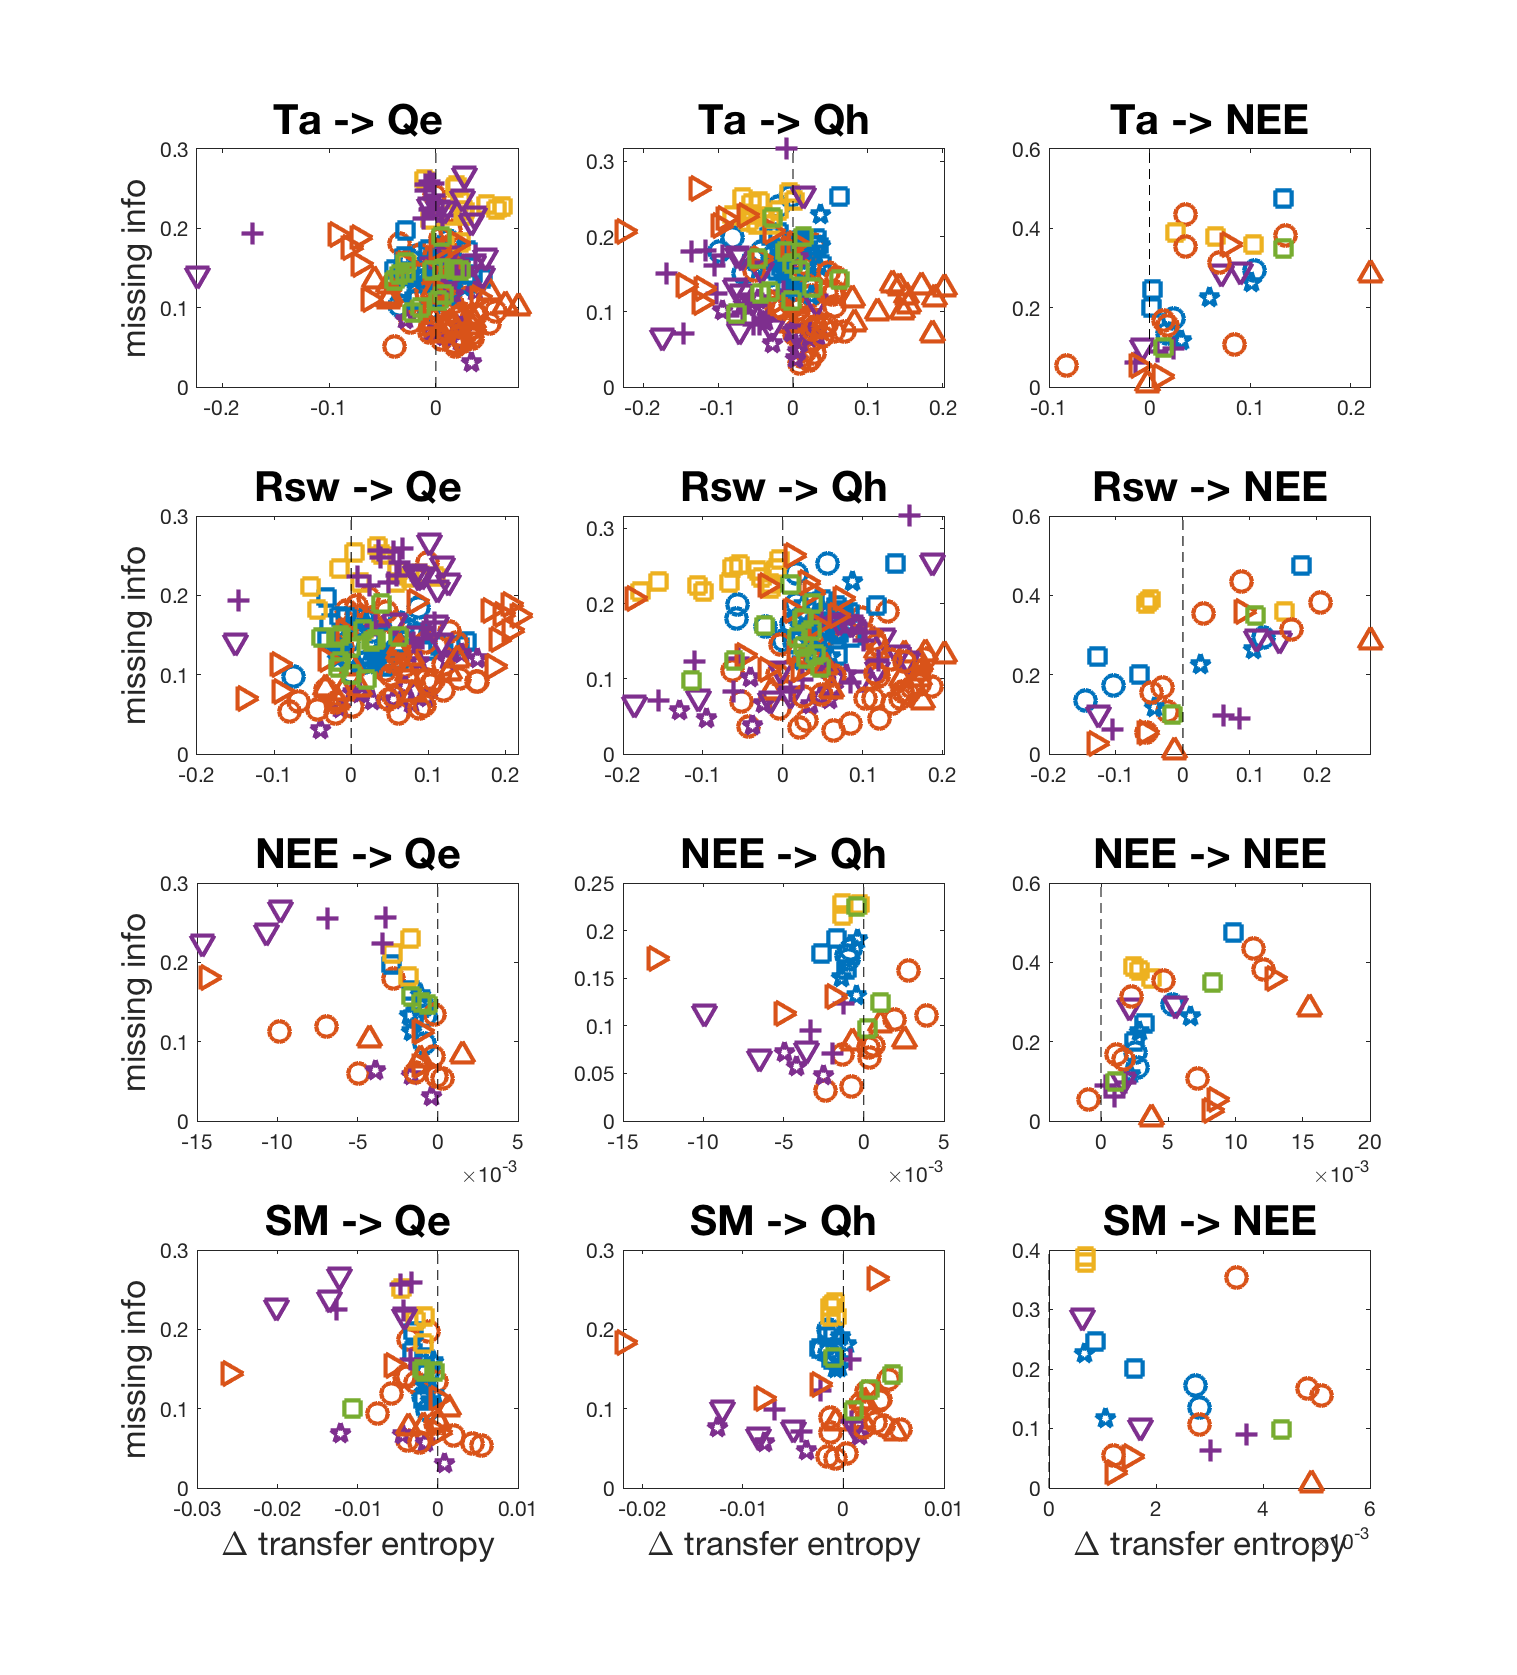 Ta -> Qe Ta -> Qh Ta -> NEE
missing info
0.3
0.2
0.1
0
-0.2 -0.1 0
0.3
0.2
0.1
0
-0.2 -0.1 0 0.1 0.2
0.6
0.4
0.2
0
-0.1 0 0.1 0.2
Rsw -> Qe Rsw -> Qh Rsw -> NEE
missing info
0.3
0.2
0.1
0
-0.2 -0.1 0 0.1 0.2
0.3
0.2
0.1
0
-0.2 -0.1 0 0.1 0.2
0.6
0.4
0.2
0
-0.2 -0.1 0 0.1 0.2
NEE -> Qe NEE -> Qh NEE -> NEE
missing info
0.3
0.2
0.1
0
-15 -10 -5 0 5
×10-3
0.25
0.2
0.15
0.1
0.05
0
-15 -10 -5 0 5
×10-3
0.6
0.4
0.2
0
0 5 10 15 20
×10-3
SM -> Qe SM -> Qh SM -> NEE
missing info
0.3
0.2
0.1
0
-0.03 -0.02 -0.01 0 0.01
Δ transfer entropy
0.3
0.2
0.1
0
-0.02 -0.01 0 0.01
Δ transfer entropy
0.4
0.3
0.2
0.1
0
0 2 4 6
×10-3
Δ transfer entropy